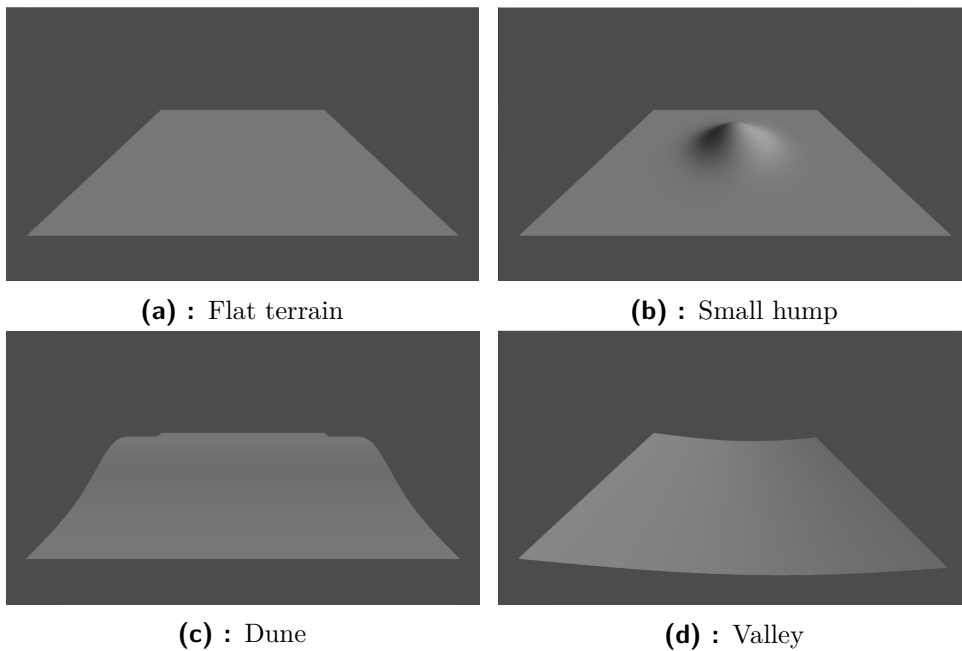 (a) : Flat terrain
(b) : Small hump
(c) : Dune
(d) : Valley